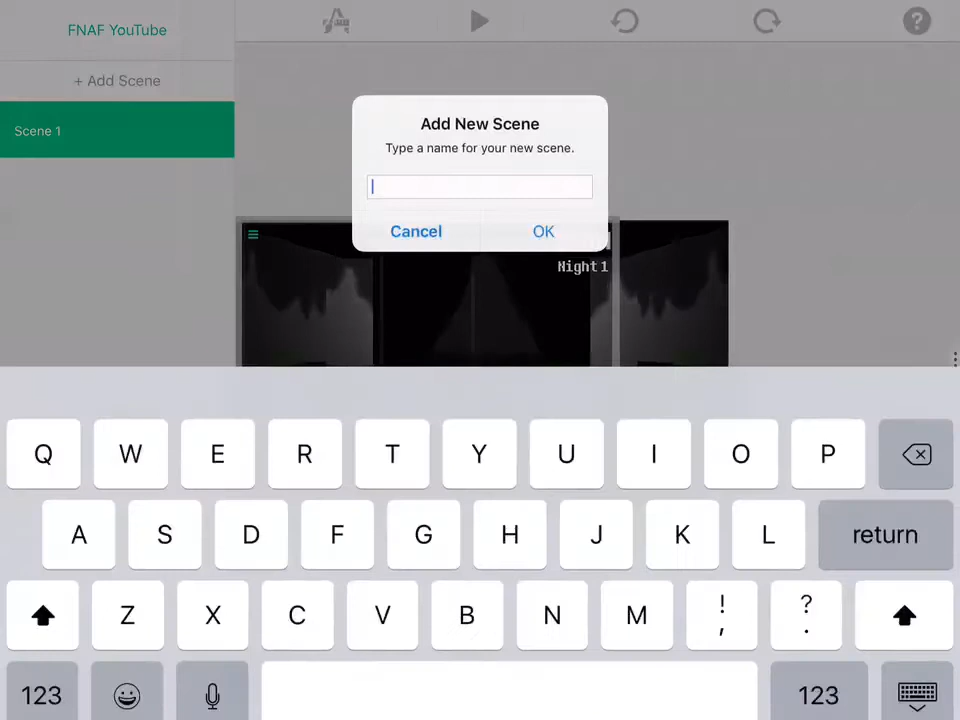 FNAF YouTube
+ Add Scene
Scene 1
Add New Scene
Type a name for your new scene.
Cancel
OK
Night 1
Q W E R T Y U I O P
A S D F G H J K L return
Z X C V B N M ! , ? .
123 123